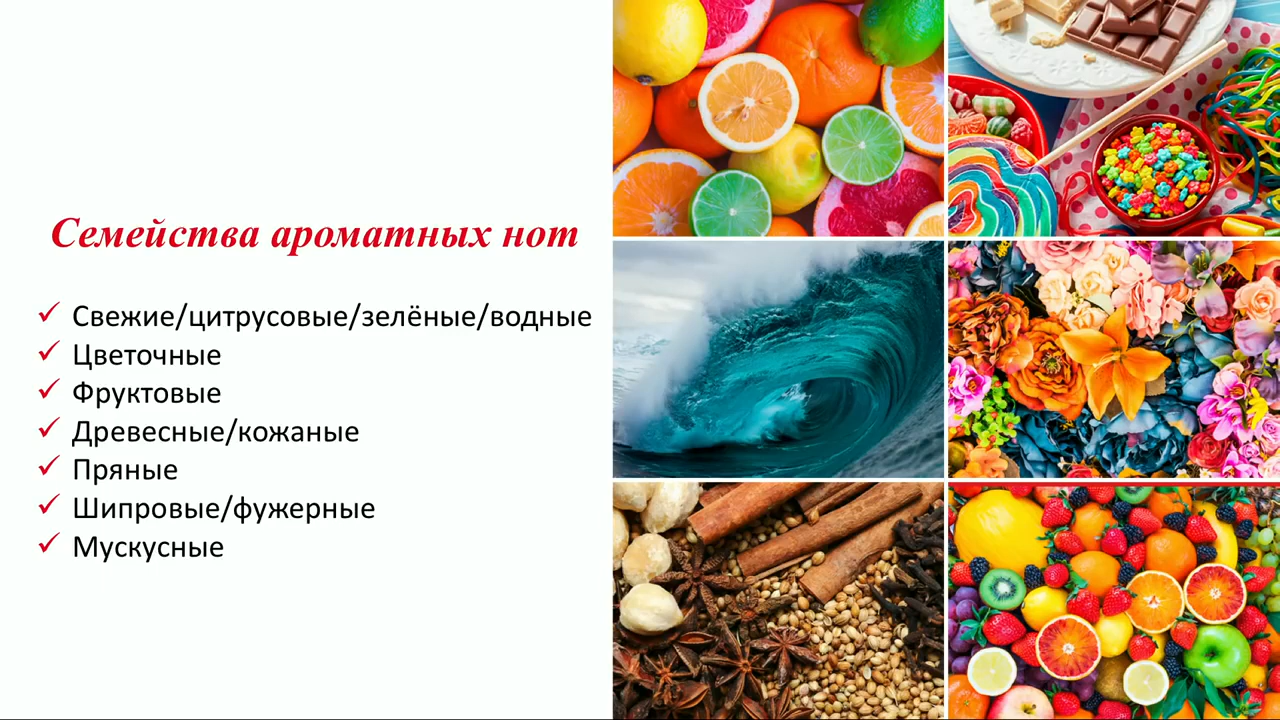 Семейства ароматных нот
Свежие/цитрусовые/зелёные/водные
Цветочные
Фруктовые
Древесные/кожаные
Пряные
Шипровые/фужерные
Мускусные